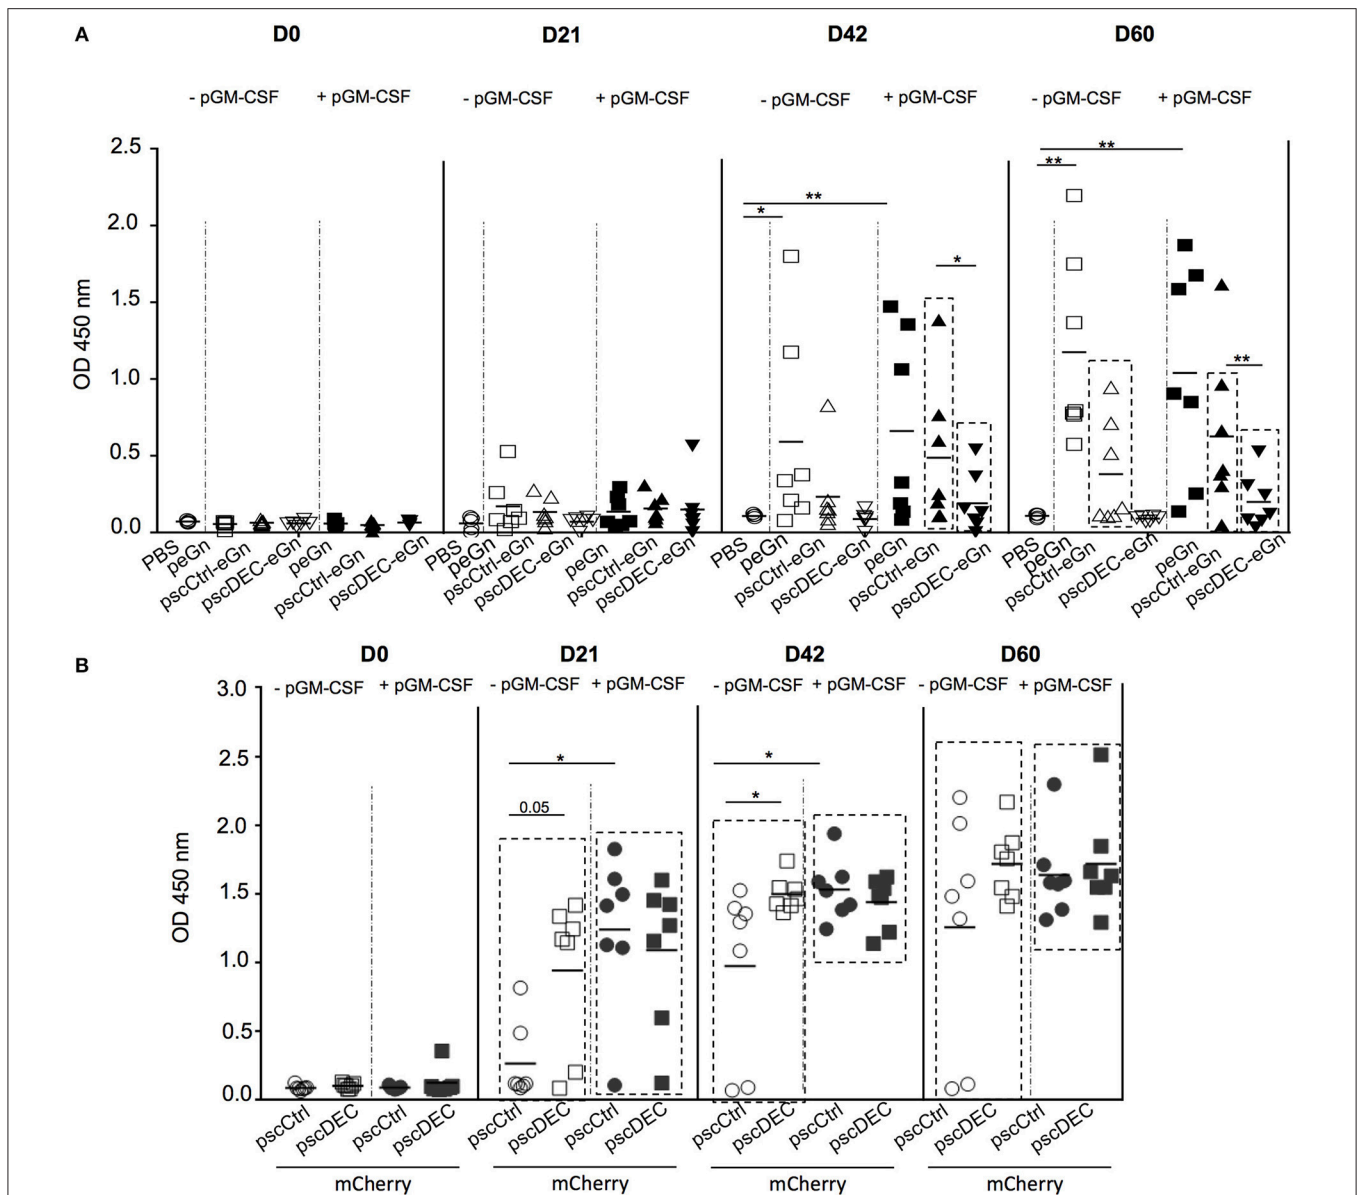 A
D0 D21 D42 D60
- pGM-CSF + pGM-CSF - pGM-CSF + pGM-CSF - pGM-CSF + pGM-CSF - pGM-CSF + pGM-CSF
2.5
2.0
1.5
1.0
0.5
0.0
OD 450 nm
** **
* **
*
**
PBS peGn pscCtrl-eGn pscDEC-eGn peGn pscCtrl-eGn pscDEC-eGn PBS peGn pscCtrl-eGn pscDEC-eGn peGn pscCtrl-eGn pscDEC-eGn PBS peGn pscCtrl-eGn pscDEC-eGn peGn pscCtrl-eGn pscDEC-eGn PBS peGn pscCtrl-eGn pscDEC-eGn peGn pscCtrl-eGn pscDEC-eGn
B
D0 D21 D42 D60
- pGM-CSF + pGM-CSF - pGM-CSF + pGM-CSF - pGM-CSF + pGM-CSF - pGM-CSF + pGM-CSF
3.0
2.5
2.0
1.5
1.0
0.5
0.0
OD 450 nm
* *
0.05 *
pscCtrl pscDEC pscCtrl pscDEC pscCtrl pscDEC pscCtrl pscDEC pscCtrl pscDEC pscCtrl pscDEC pscCtrl pscDEC pscCtrl pscDEC
mCherry mCherry mCherry mCherry